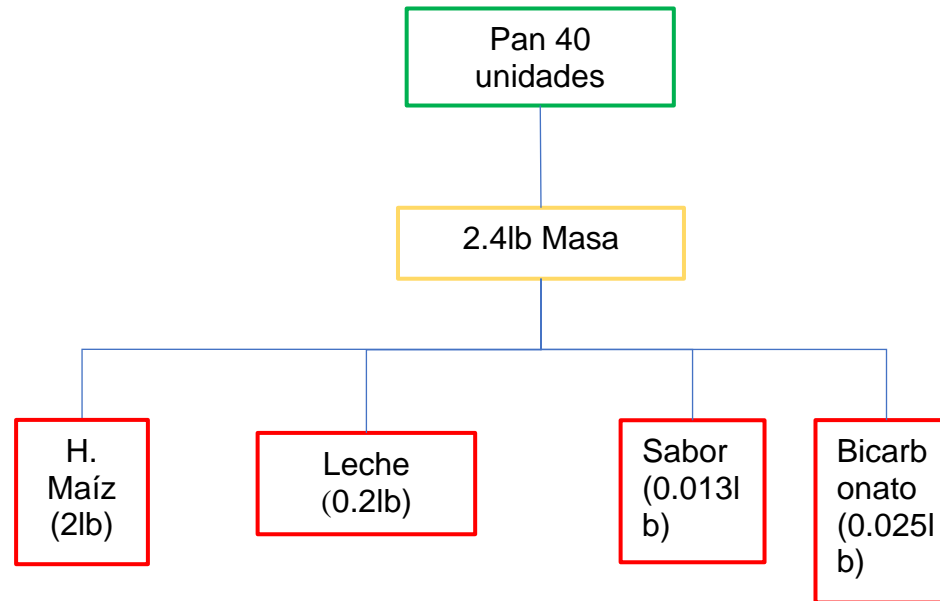 Pan 40
unidades
2.4lb Masa
H.
Maíz
(2lb)
Leche
(0.2lb)
Sabor
(0.013l
b)
Bicarb
onato
(0.025l
b)